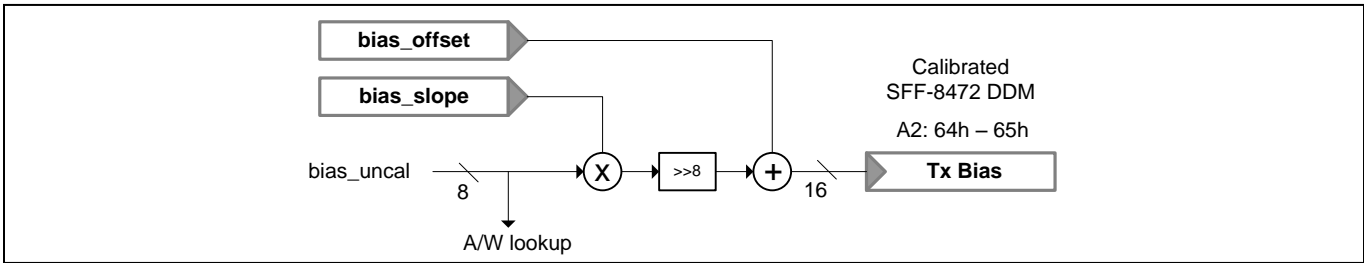 bias_offset
bias_slope
Calibrated
SFF-8472 DDM
A2: 64h – 65h
bias_uncal
8
X
>>8
+
16
Tx Bias
A/W lookup